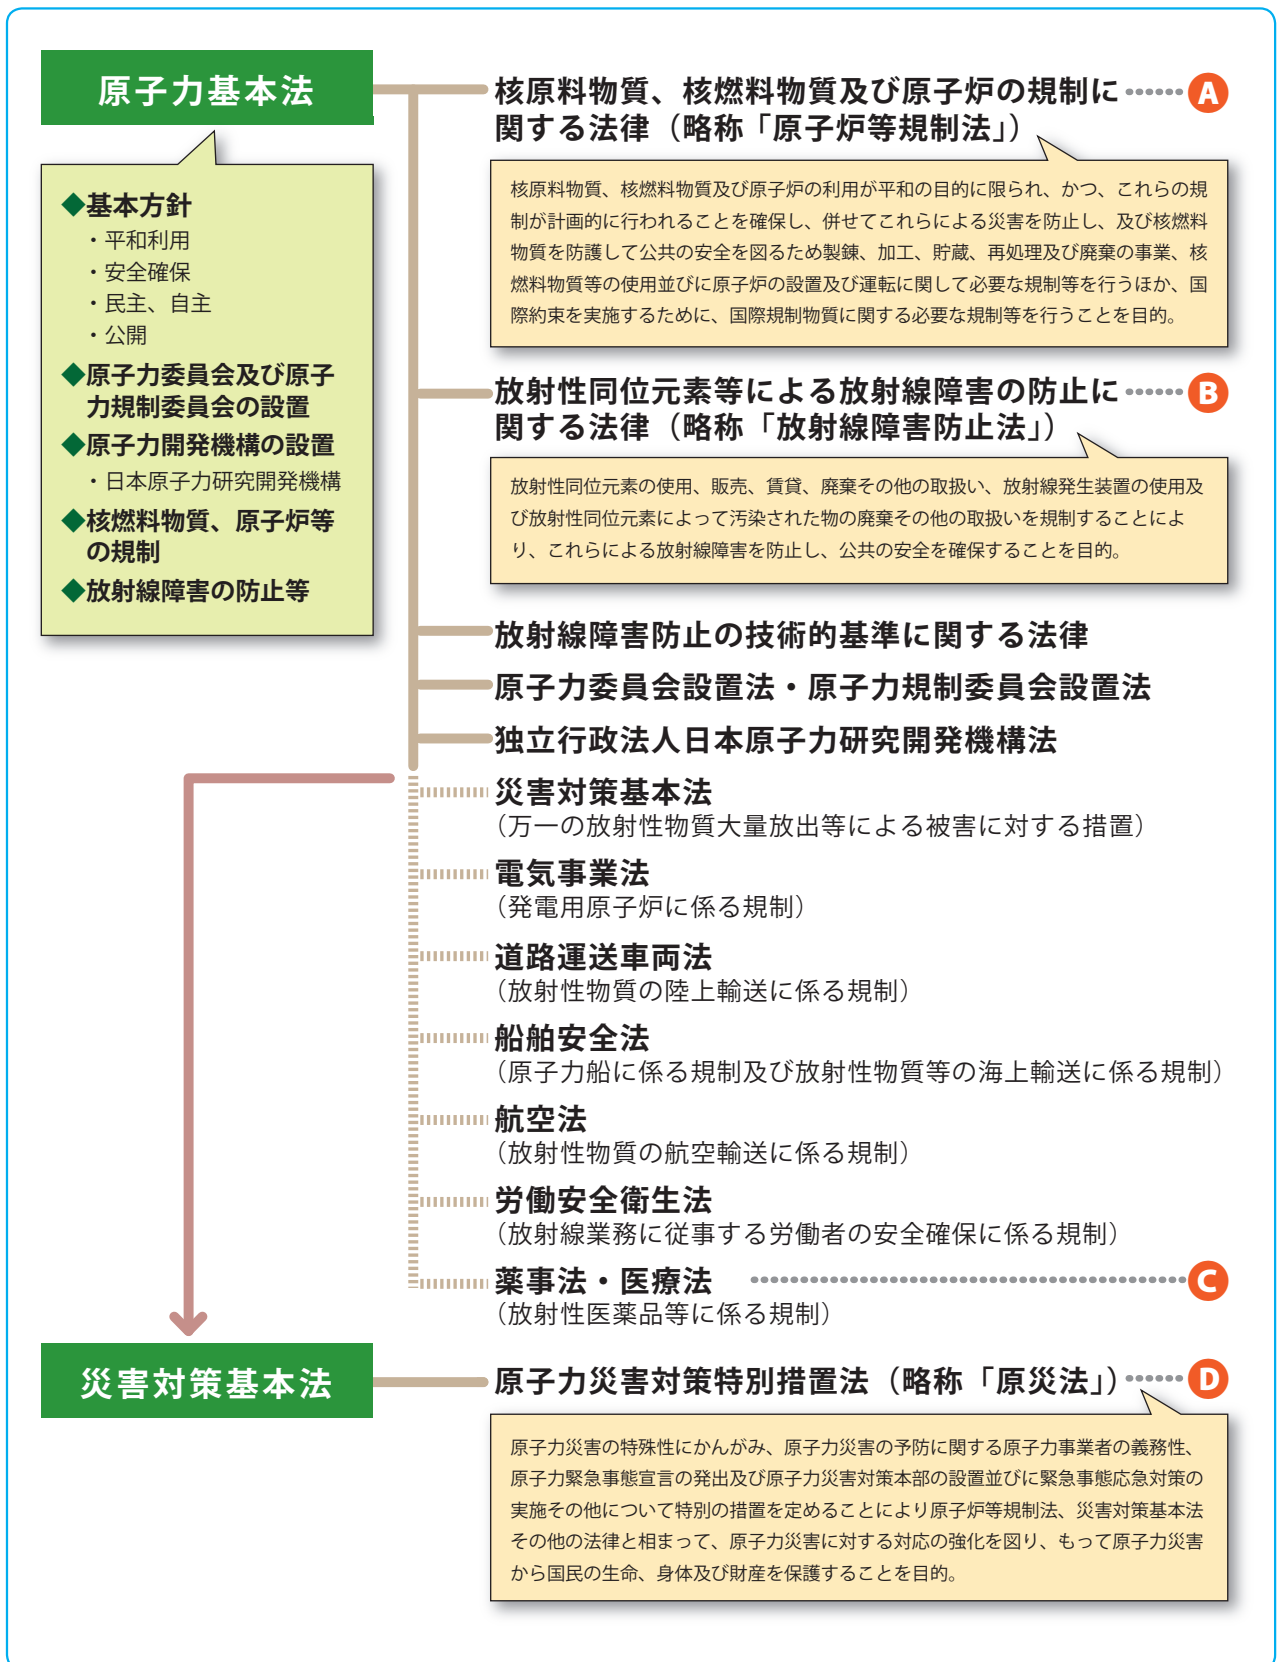 原子力基本法
◆基本方針
・平和利用
・安全確保
・民主、自主
・公開
◆原子力委員会及び原子
力規制委員会の設置
◆原子力開発機構の設置
・日本原子力研究開発機構
◆核燃料物質、原子炉等
の規制
◆放射線障害の防止等
核原料物質、核燃料物質及び原子炉の規制に
A
関する法律（略称「原子炉等規制法」）
核原料物質、核燃料物質及び原子炉の利用が平和の目的に限られ、かつ、これらの規
制が計画的に行われることを確保し、併せてこれらによる災害を防止し、及び核燃料
物質を防護して公共の安全を図るため製錬、加工、貯蔵、再処理及び廃棄の事業、核
燃料物質等の使用並びに原子炉の設置及び運転に関して必要な規制等を行うほか、国
際約束を実施するために、国際規制物質に関する必要な規制等を行うことを目的。
放射性同位元素等による放射線障害の防止に
B
関する法律（略称「放射線障害防止法」）
放射性同位元素の使用、販売、賃貸、廃棄その他の取扱い、放射線発生装置の使用及
び放射性同位元素によって汚染された物の廃棄その他の取扱いを規制することによ
り、これらによる放射線障害を防止し、公共の安全を確保することを目的。
放射線障害防止の技術的基準に関する法律
原子力委員会設置法・原子力規制委員会設置法
独立行政法人日本原子力研究開発機構法
災害対策基本法
（万一の放射性物質大量放出等による被害に対する措置）
電気事業法
（発電用原子炉に係る規制）
道路運送車両法
（放射性物質の陸上輸送に係る規制）
船舶安全法
（原子力船に係る規制及び放射性物質等の海上輸送に係る規制）
航空法
（放射性物質の航空輸送に係る規制）
労働安全衛生法
（放射線業務に従事する労働者の安全確保に係る規制）
薬事法・医療法
C
（放射性医薬品等に係る規制）
災害対策基本法
原子力災害対策特別措置法（略称「原災法」）
D
原子力災害の特殊性にかんがみ、原子力災害の予防に関する原子力事業者の義務性、
原子力緊急事態宣言の発出及び原子力災害対策本部の設置並びに緊急事態応急対策の
実施その他について特別の措置を定めることにより原子炉等規制法、災害対策基本法
その他の法律と相まって、原子力災害に対する対応の強化を図り、もって原子力災害
から国民の生命、身体及び財産を保護することを目的。